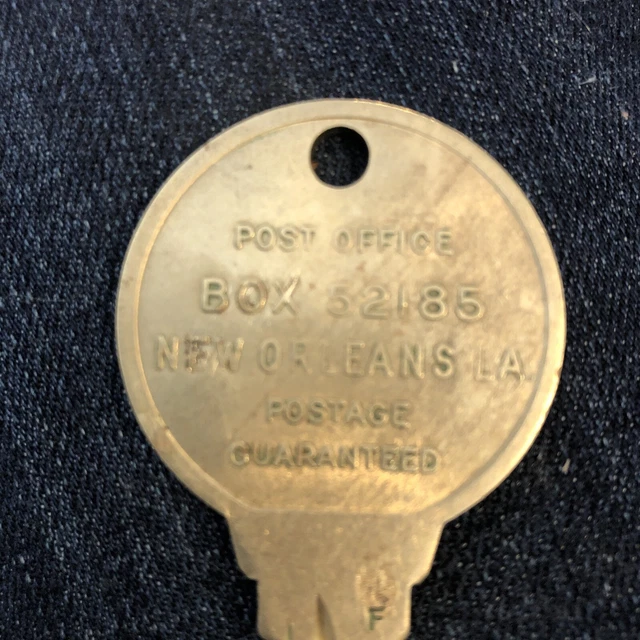 POST OFFICE
BOX 52185
NEW ORLEANS LA
POSTAGE
GUARANTEED
F